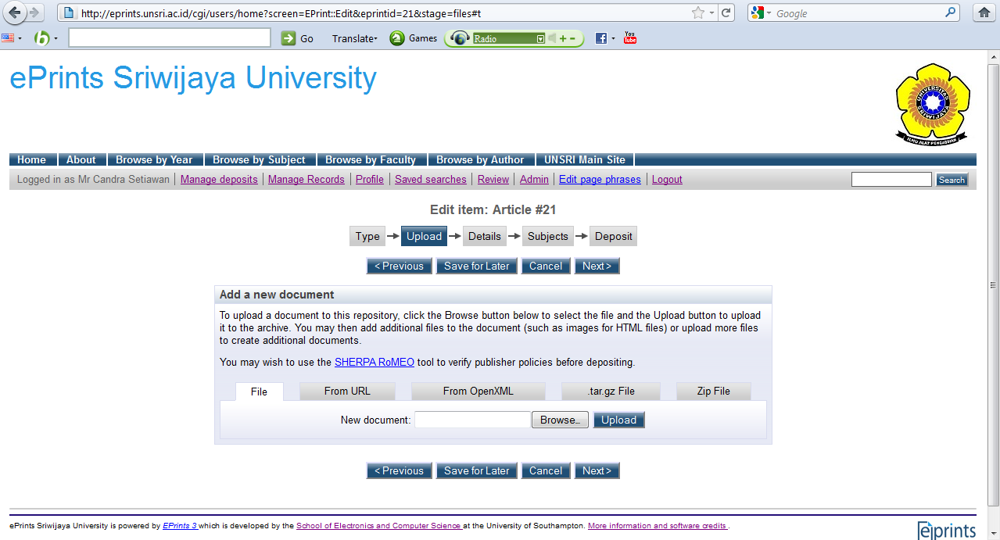 http://eprints.unsri.ac.id/cgi/users/home?screen=EPrint::Edit&eprintid=21&stage=files#t
Google
Go Translate Games Radio You Tube
ePrints Sriwijaya University
UNIVERSITAS SRIWIJAYA
ILMU ALAT PENGABDIAN
Home About Browse by Year Browse by Subject Browse by Faculty Browse by Author UNSRI Main Site
Logged in as Mr Candra Setiawan Manage deposits Manage Records Profile Saved searches Review Admin Edit page phrases Logout Search
Edit item: Article #21
Type Upload Details Subjects Deposit
< Previous Save for Later Cancel Next >
Add a new document
To upload a document to this repository, click the Browse button below to select the file and the Upload button to upload
it to the archive. You may then add additional files to the document (such as images for HTML files) or upload more files
to create additional documents.
You may wish to use the SHERPA RoMEO tool to verify publisher policies before depositing.
File From URL From OpenXML .tar.gz File Zip File
New document: Browse... Upload
< Previous Save for Later Cancel Next >
ePrints Sriwijaya University is powered by EPrints 3 which is developed by the School of Electronics and Computer Science at the University of Southampton. More information and software credits.
eprints